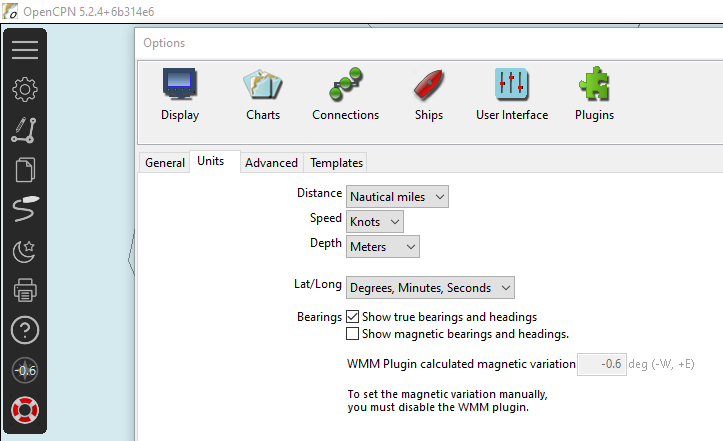 OpenCPN 5.2.4+6b314e6
Options
Display Charts Connections Ships User Interface Plugins
General Units Advanced Templates
Distance Nautical miles
Speed Knots
Depth Meters
Lat/Long Degrees, Minutes, Seconds
Bearings Show true bearings and headings
Show magnetic bearings and headings.
WMM Plugin calculated magnetic variation -0.6 deg (-W, +E)
-0.6
To set the magnetic variation manually,
you must disable the WMM plugin.